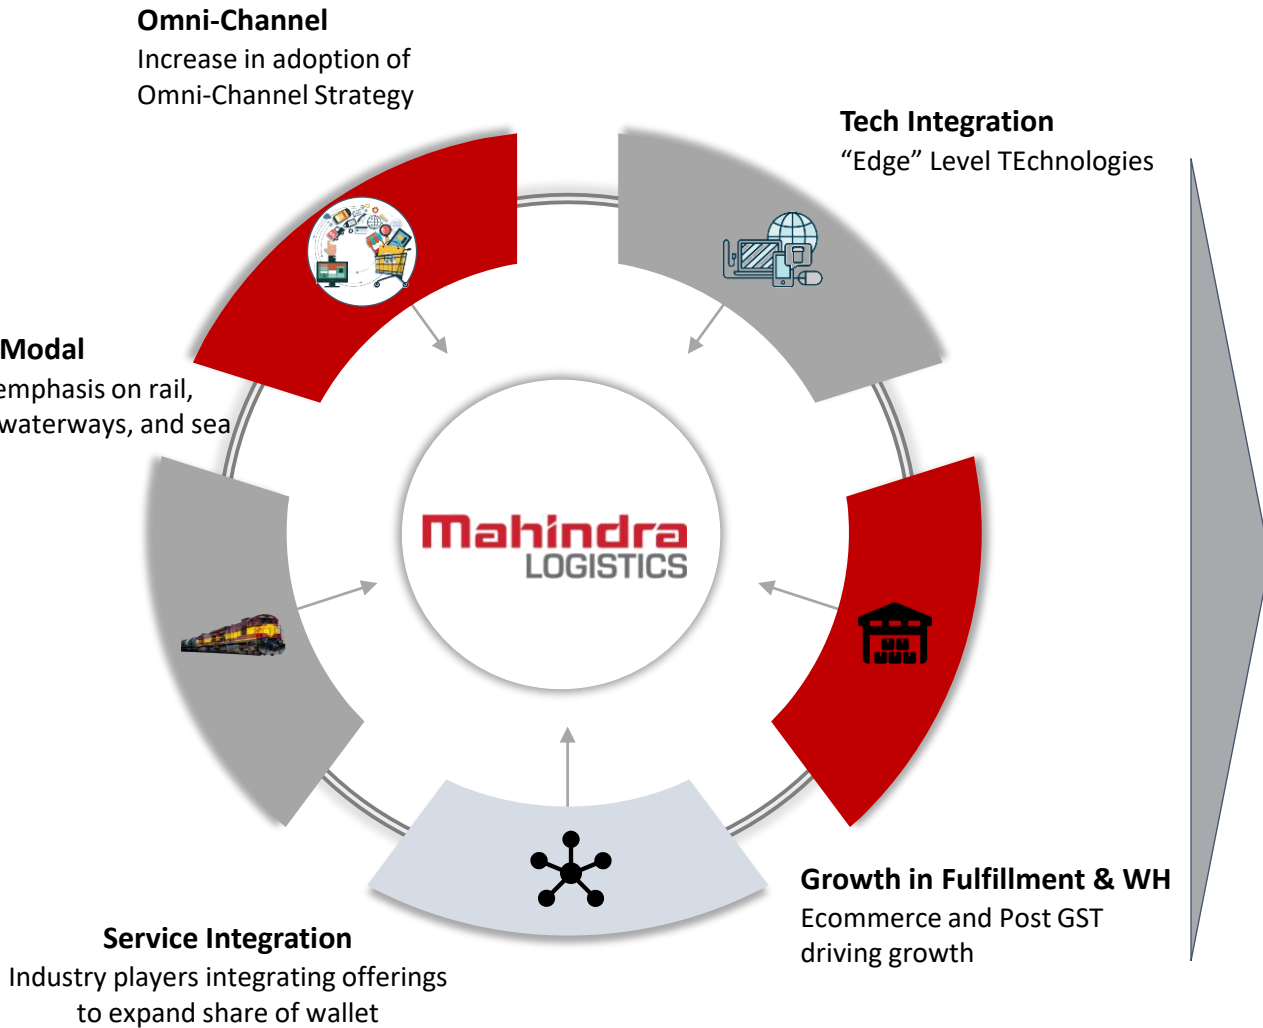 Omni-Channel
Increase in adoption of
Omni-Channel Strategy
Tech Integration
“Edge” Level TEchnologies
Modal
emphasis on rail,
waterways, and sea
Mahindra
LOGISTICS
Growth in Fulfillment & WH
Ecommerce and Post GST
driving growth
Service Integration
Industry players integrating offerings
to expand share of wallet